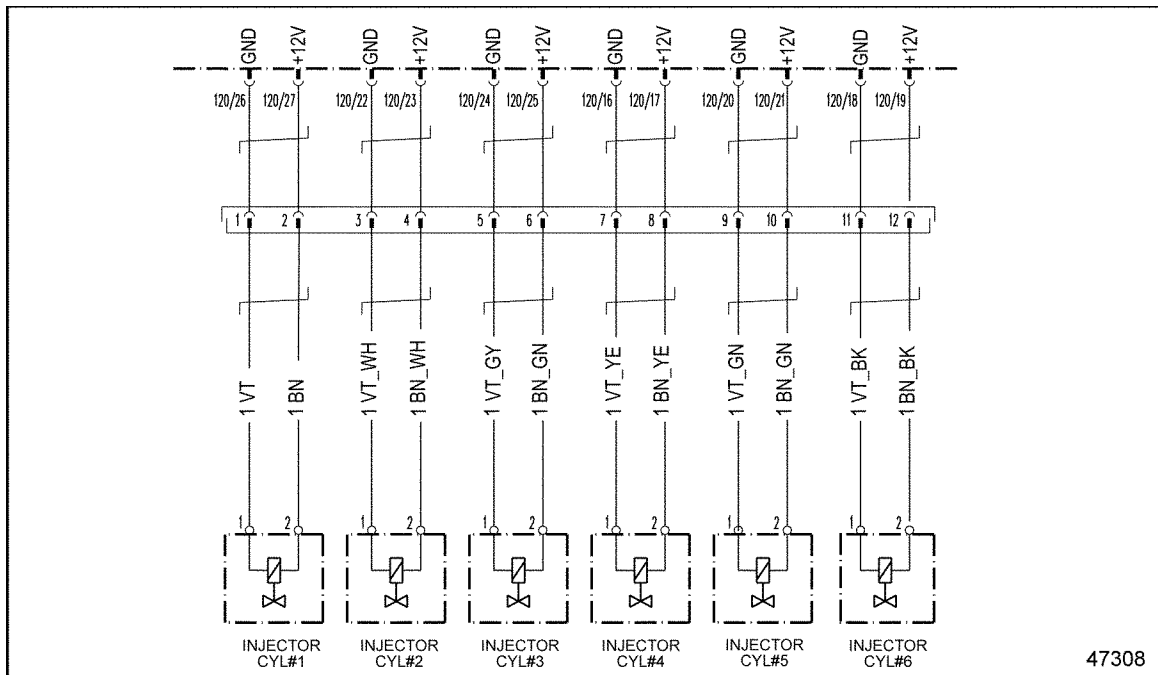 GND +12V GND +12V GND +12V GND +12V GND +12V GND +12V
120/26 120/27 120/22 120/23 120/24 120/25 120/16 120/17 120/20 120/21 120/18 120/19
1 2 3 4 5 6 7 8 9 10 11 12
1 VT 1 BN 1 VT_WH 1 BN_WH 1 VT_GY 1 BN_GN 1 VT_YE 1 BN_YE 1 VT_GN 1 BN_GN 1 VT_BK 1 BN_BK
1 2 1 2 1 2 1 2 1 2 1 2
INJECTOR INJECTOR INJECTOR INJECTOR INJECTOR INJECTOR
CYL#1 CYL#2 CYL#3 CYL#4 CYL#5 CYL#6
47308